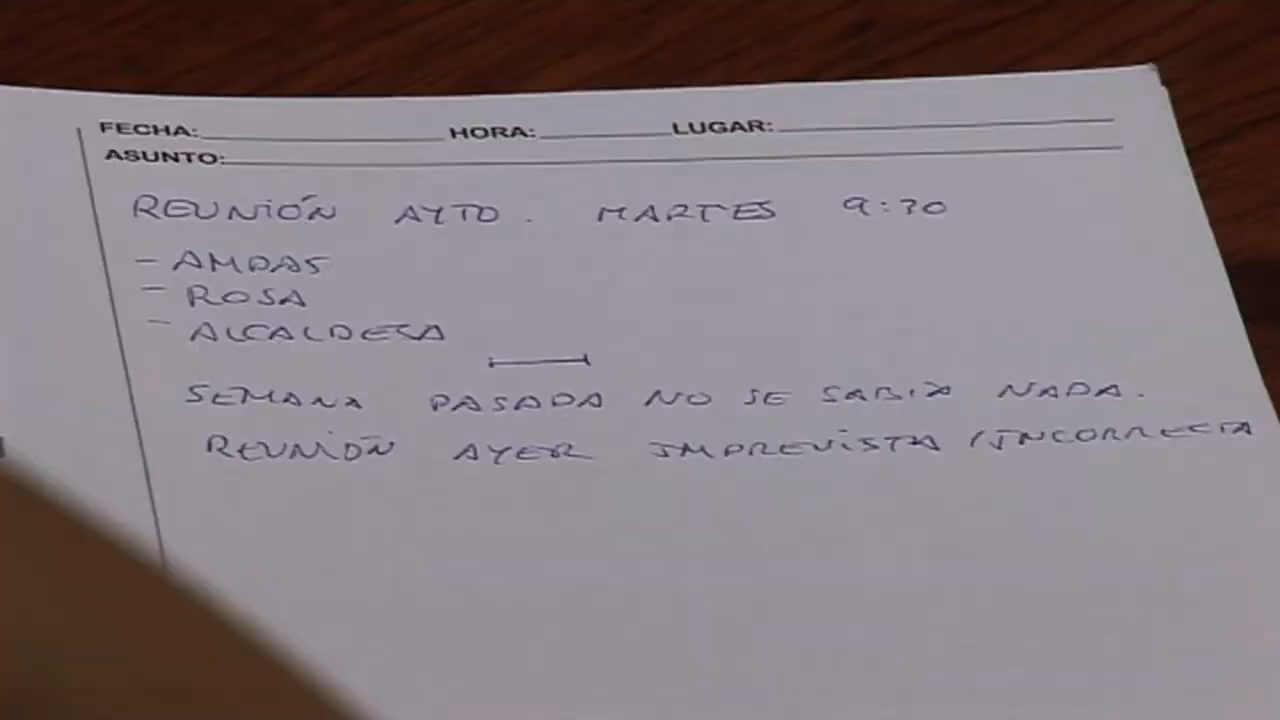 FECHA: HORA: LUGAR:
ASUNTO:
REUNIÓN AYTO. MARTES 9:30
- AMPAS
- ROSA
- ALCALDESA
SEMANA PASADA NO SE SABIA NADA.
REUNIÓN AYER IMPREVISTA / INCORRECTA